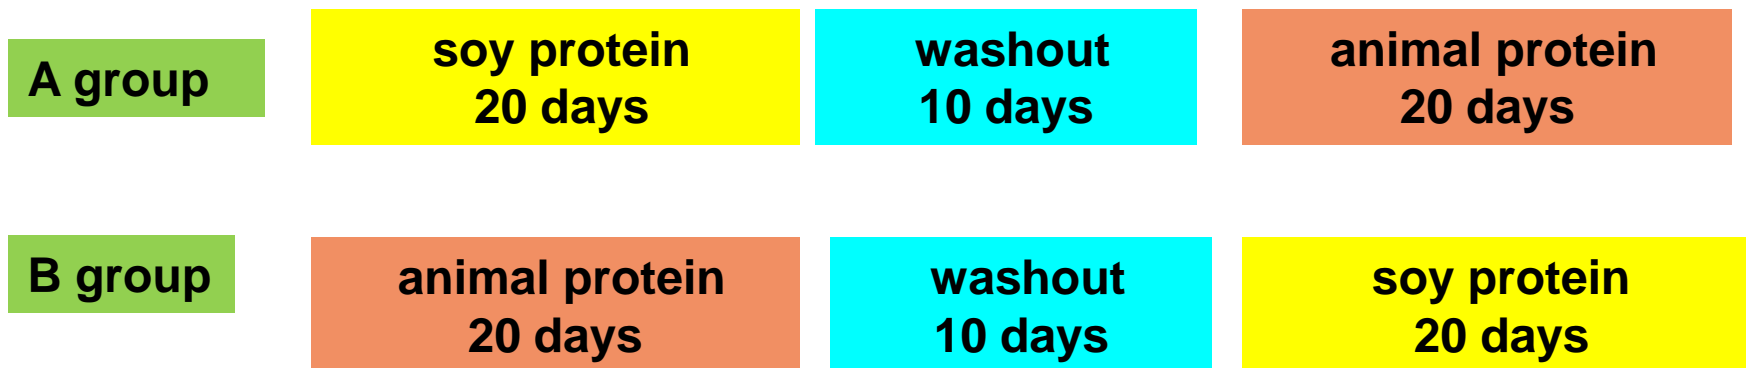 A group
soy protein
20 days
washout
10 days
animal protein
20 days
B group
animal protein
20 days
washout
10 days
soy protein
20 days